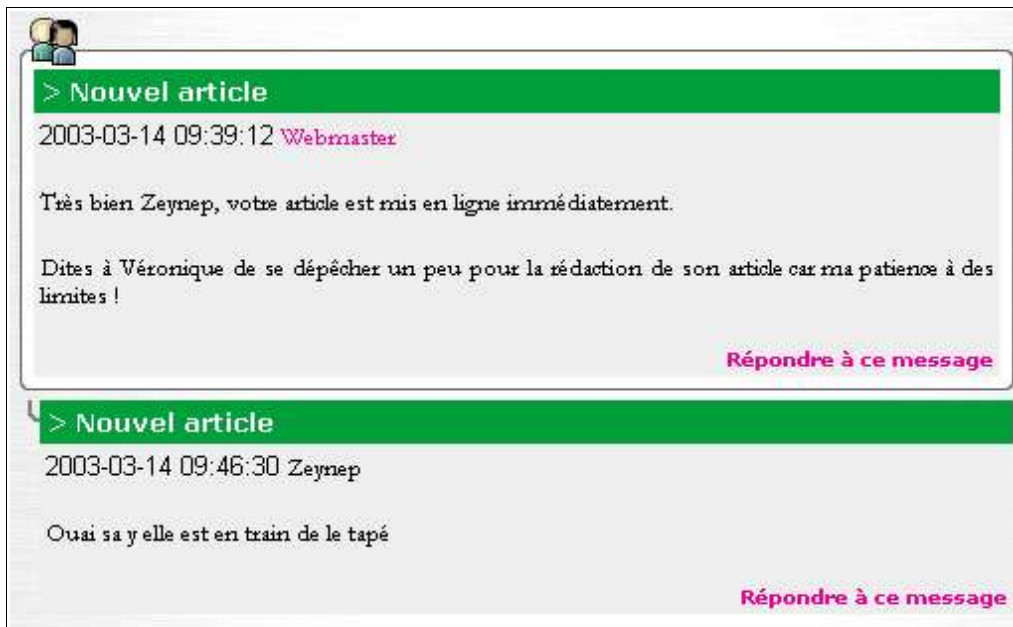 > Nouvel article
2003-03-14 09:39:12 Webmaster
Très bien Zeynep, votre article est mis en ligne immédiatement.
Dites à Véronique de se dépêcher un peu pour la rédaction de son article car ma patience à des
limites !
Répondre à ce message
> Nouvel article
2003-03-14 09:46:30 Zeynep
Ouai sa y elle est en train de le tapé
Répondre à ce message